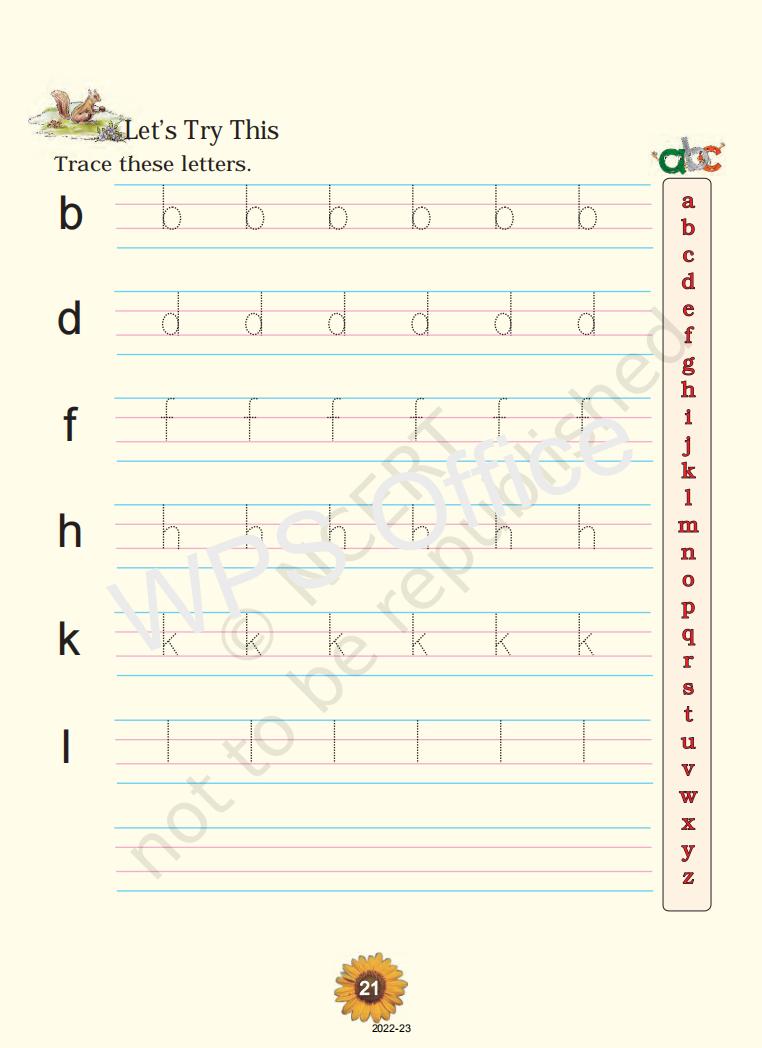 Let's Try This
Trace these letters.
abc
b b b b b b b
d d d d d d d
f f f f f f f
h h h h h h h
k k k k k k k
l l l l l l l
a
b
c
d
e
f
g
h
i
j
k
l
m
n
o
p
q
r
s
t
u
v
w
x
y
z
© NCERT
not to be republished
WPS Office
21
2022-23